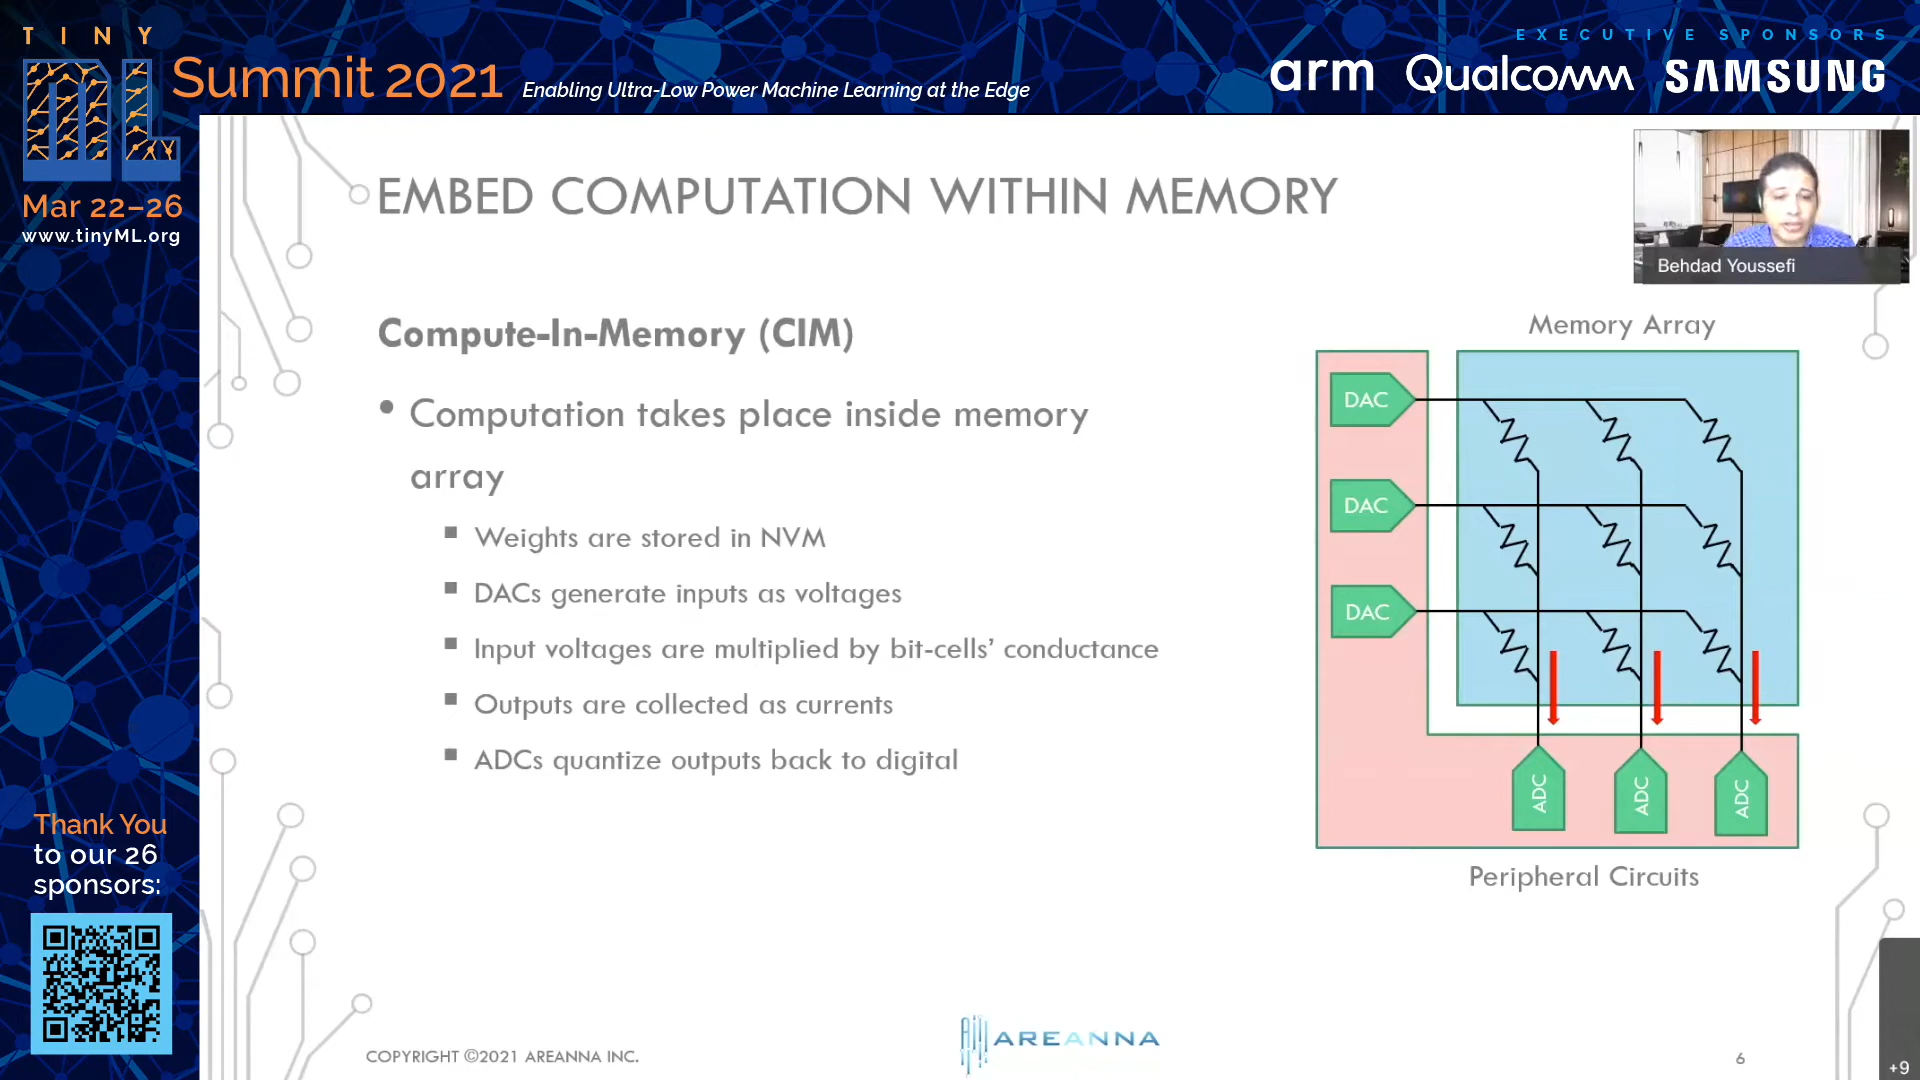 TINY
ML
Summit 2021
Enabling Ultra-Low Power Machine Learning at the Edge
EXECUTIVE SPONSORS
arm Qualcomm SAMSUNG
Mar 22–26
www.tinyML.org
EMBED COMPUTATION WITHIN MEMORY
Behdad Youssefi
Compute-In-Memory (CIM)
• Computation takes place inside memory
array
▪ Weights are stored in NVM
▪ DACs generate inputs as voltages
▪ Input voltages are multiplied by bit-cells’ conductance
▪ Outputs are collected as currents
▪ ADCs quantize outputs back to digital
Memory Array
DAC
DAC
DAC
ADC
ADC
ADC
Peripheral Circuits
Thank You
to our 26
sponsors:
COPYRIGHT ©2021 AREANNA INC.
AREANNA
6
+9